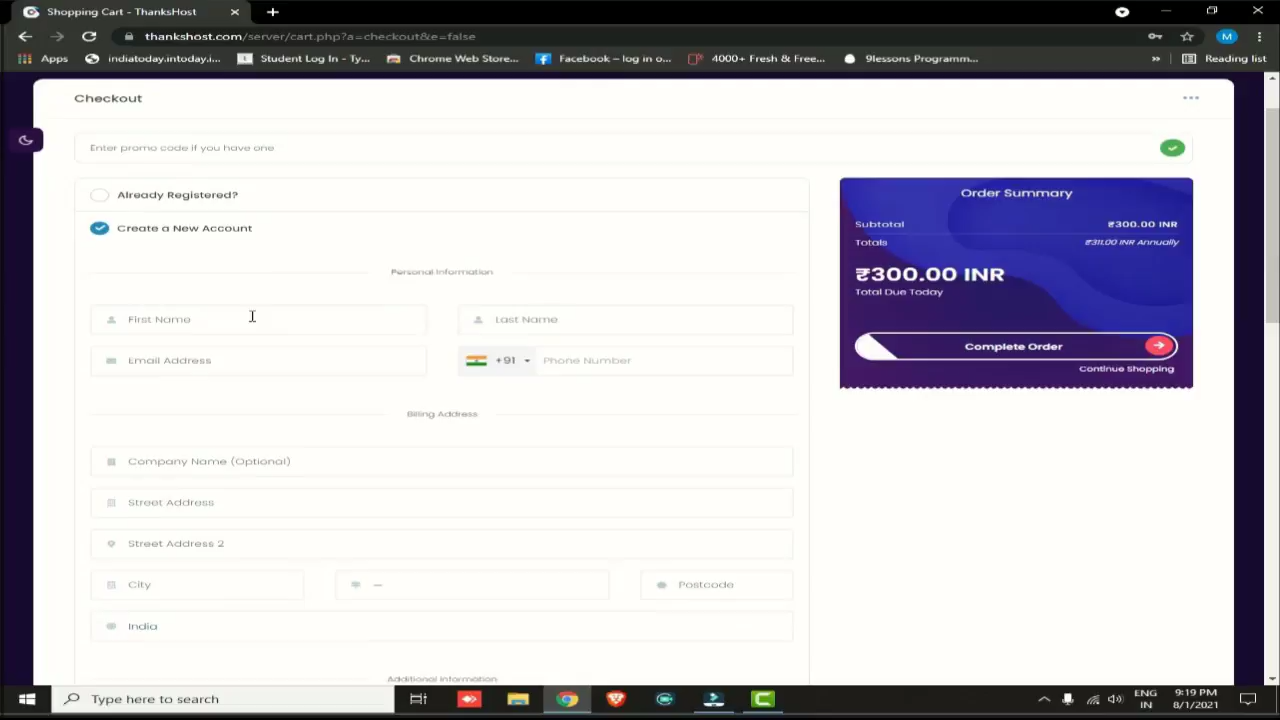 Shopping Cart - ThanksHost
thankshost.com/server/cart.php?a=checkout&e=false
M
Apps
indiatoday.intoday.i...
Student Log In - Ty...
Chrome Web Store...
Facebook – log in o...
4000+ Fresh & Free...
9lessons Programm...
»
Reading list
Checkout
Enter promo code if you have one
Already Registered?
Create a New Account
Personal Information
First Name
Last Name
Email Address
+91
Phone Number
Billing Address
Company Name (Optional)
Street Address
Street Address 2
City
—
Postcode
India
Additional Information
Order Summary
Subtotal
₹300.00 INR
Totals
₹311.00 INR Annually
₹300.00 INR
Total Due Today
Complete Order
Continue Shopping
Type here to search
ENG
IN
9:19 PM
8/1/2021